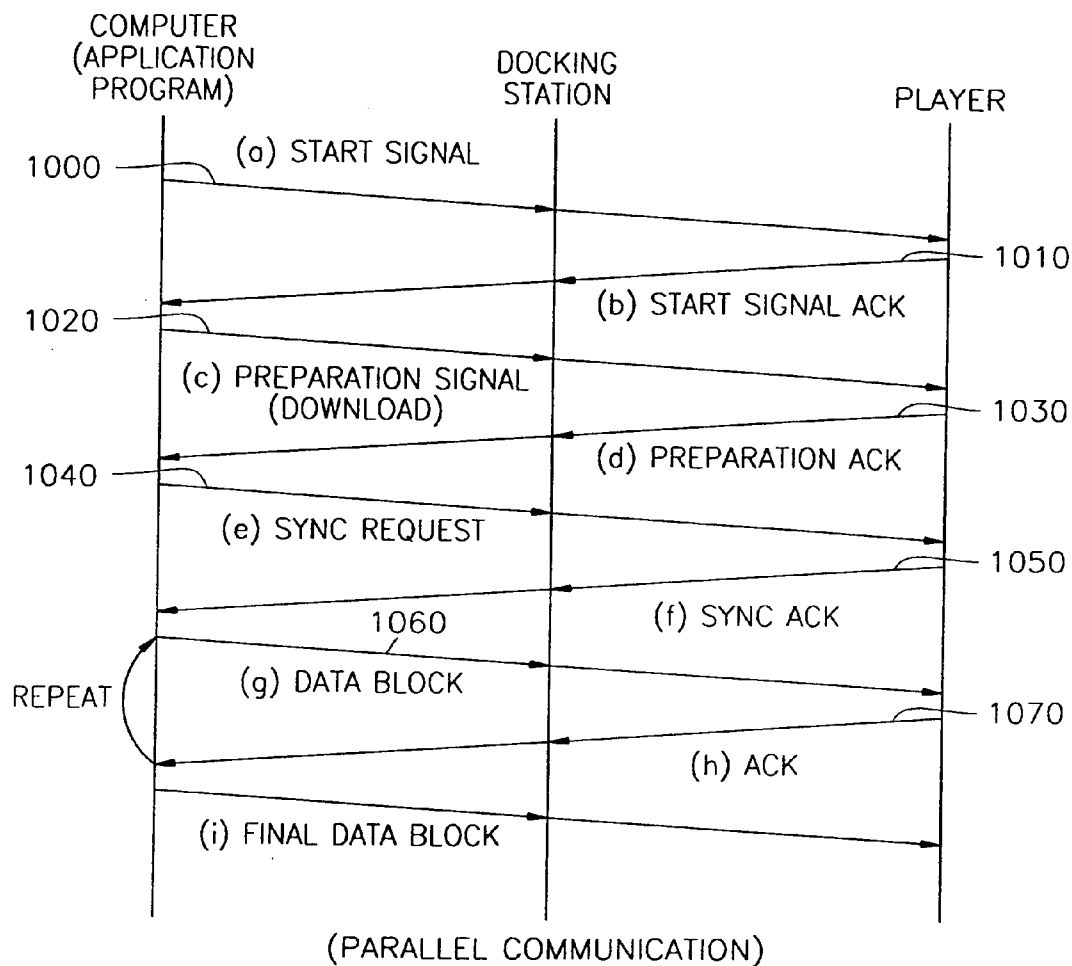 COMPUTER
(APPLICATION
PROGRAM)
DOCKING
STATION
PLAYER
(a) START SIGNAL
1000
1010
(b) START SIGNAL ACK
1020
(c) PREPARATION SIGNAL
(DOWNLOAD)
1030
(d) PREPARATION ACK
1040
(e) SYNC REQUEST
1050
(f) SYNC ACK
1060
(g) DATA BLOCK
REPEAT
1070
(h) ACK
(i) FINAL DATA BLOCK
(PARALLEL COMMUNICATION)